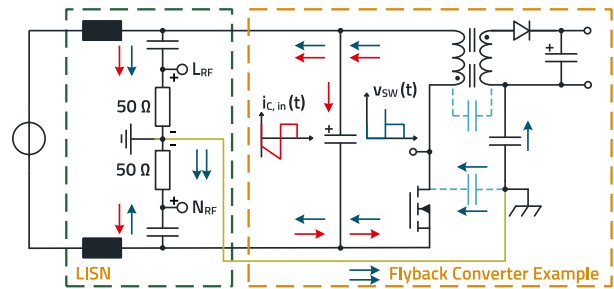 L_RF
+
50 Ω
-
-
50 Ω
+
N_RF
LISN
i_C, in(t)
+
v_SW(t)
+
Flyback Converter Example